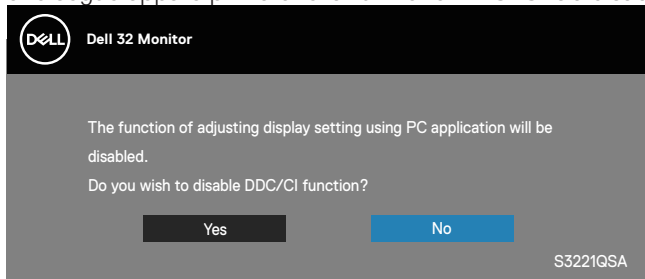 DELL Dell 32 Monitor
The function of adjusting display setting using PC application will be
disabled.
Do you wish to disable DDC/CI function?
Yes No
S3221QSA